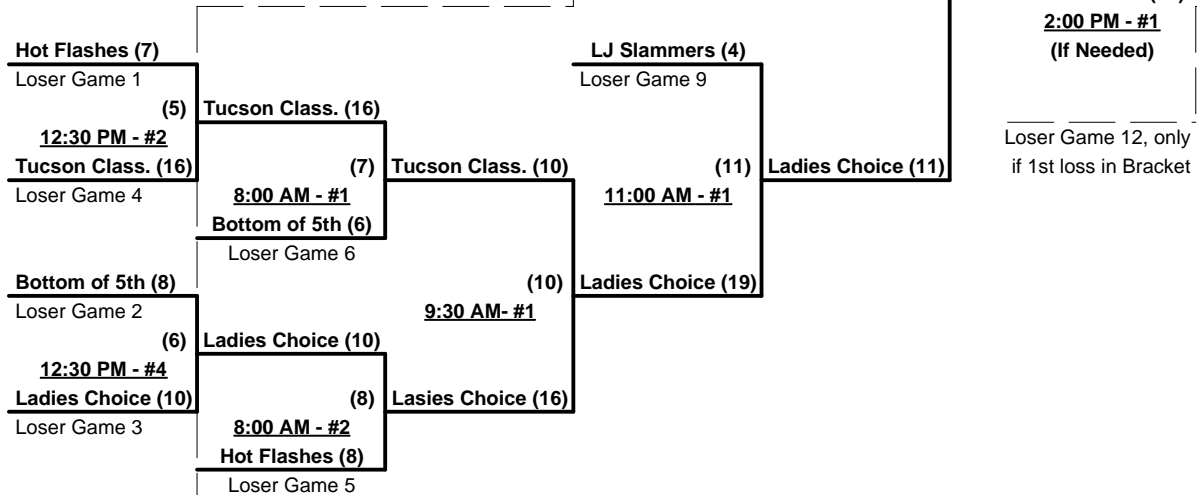 2:00 PM - #1
(If Needed)
Hot Flashes (7)
Loser Game 1
LJ Slammers (4)
Loser Game 9
(5)
Tucson Class. (16)
12:30 PM - #2
Tucson Class. (16)
Loser Game 4
(7)
8:00 AM - #1
Tucson Class. (10)
(11)
11:00 AM - #1
Ladies Choice (11)
Loser Game 12, only
if 1st loss in Bracket
Bottom of 5th (6)
Loser Game 6
Bottom of 5th (8)
Loser Game 2
(10)
9:30 AM- #1
Ladies Choice (19)
(6)
Ladies Choice (10)
12:30 PM - #4
Ladies Choice (10)
Loser Game 3
(8)
8:00 AM - #2
Lasies Choice (16)
Hot Flashes (8)
Loser Game 5